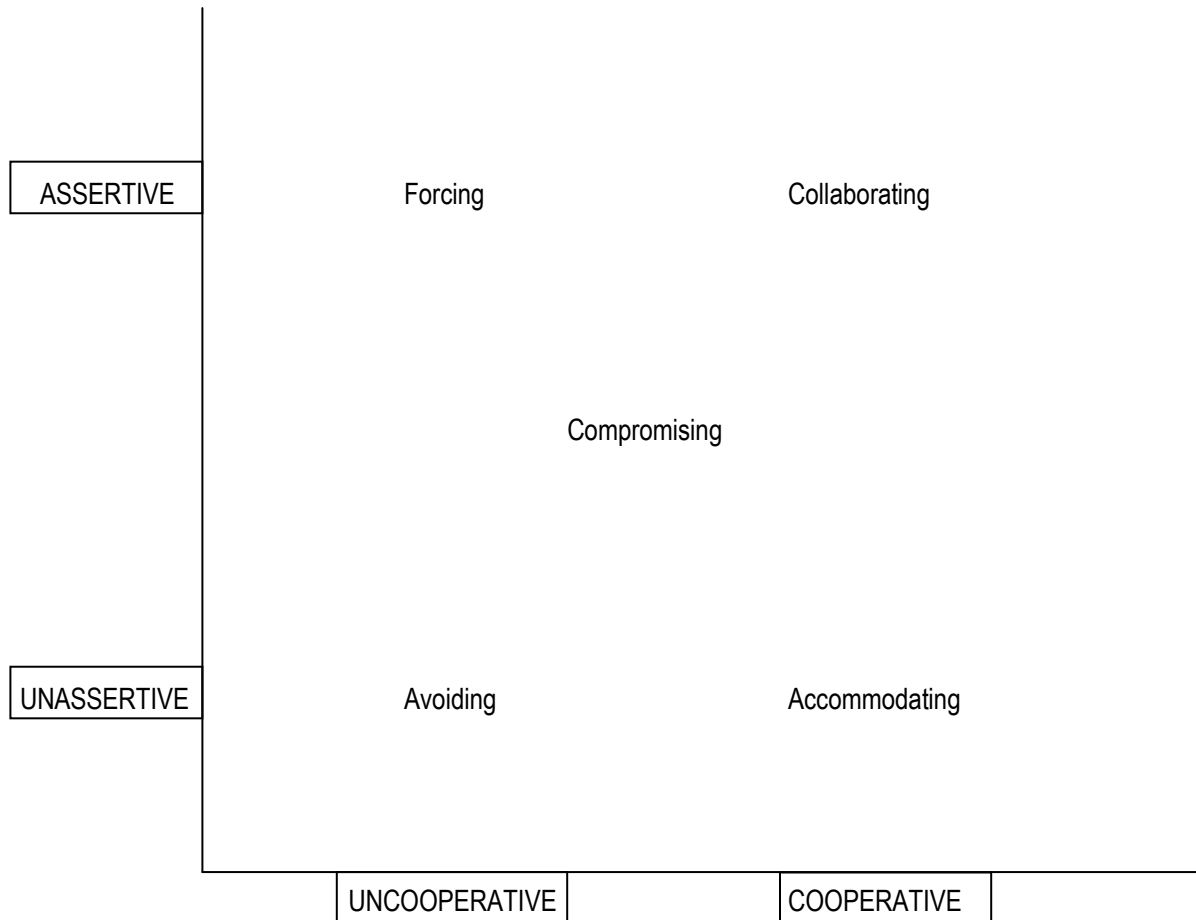 ASSERTIVE Forcing Collaborating
Compromising
UNASSERTIVE Avoiding Accommodating
UNCOOPERATIVE COOPERATIVE